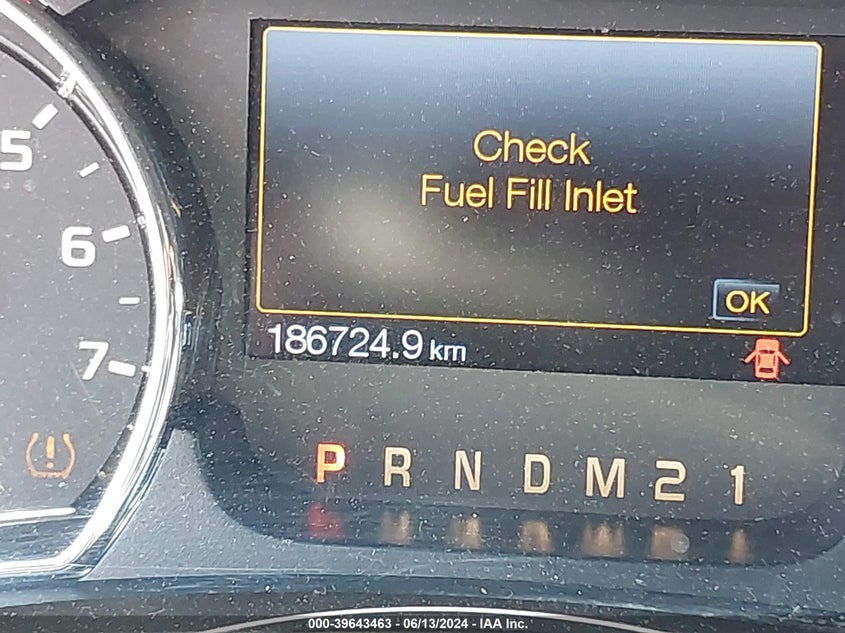 Check
Fuel Fill Inlet
OK
186724.9 km
5
6
7
P R N D M 2 1
000-39643463 - 06/13/2024 - IAA Inc.